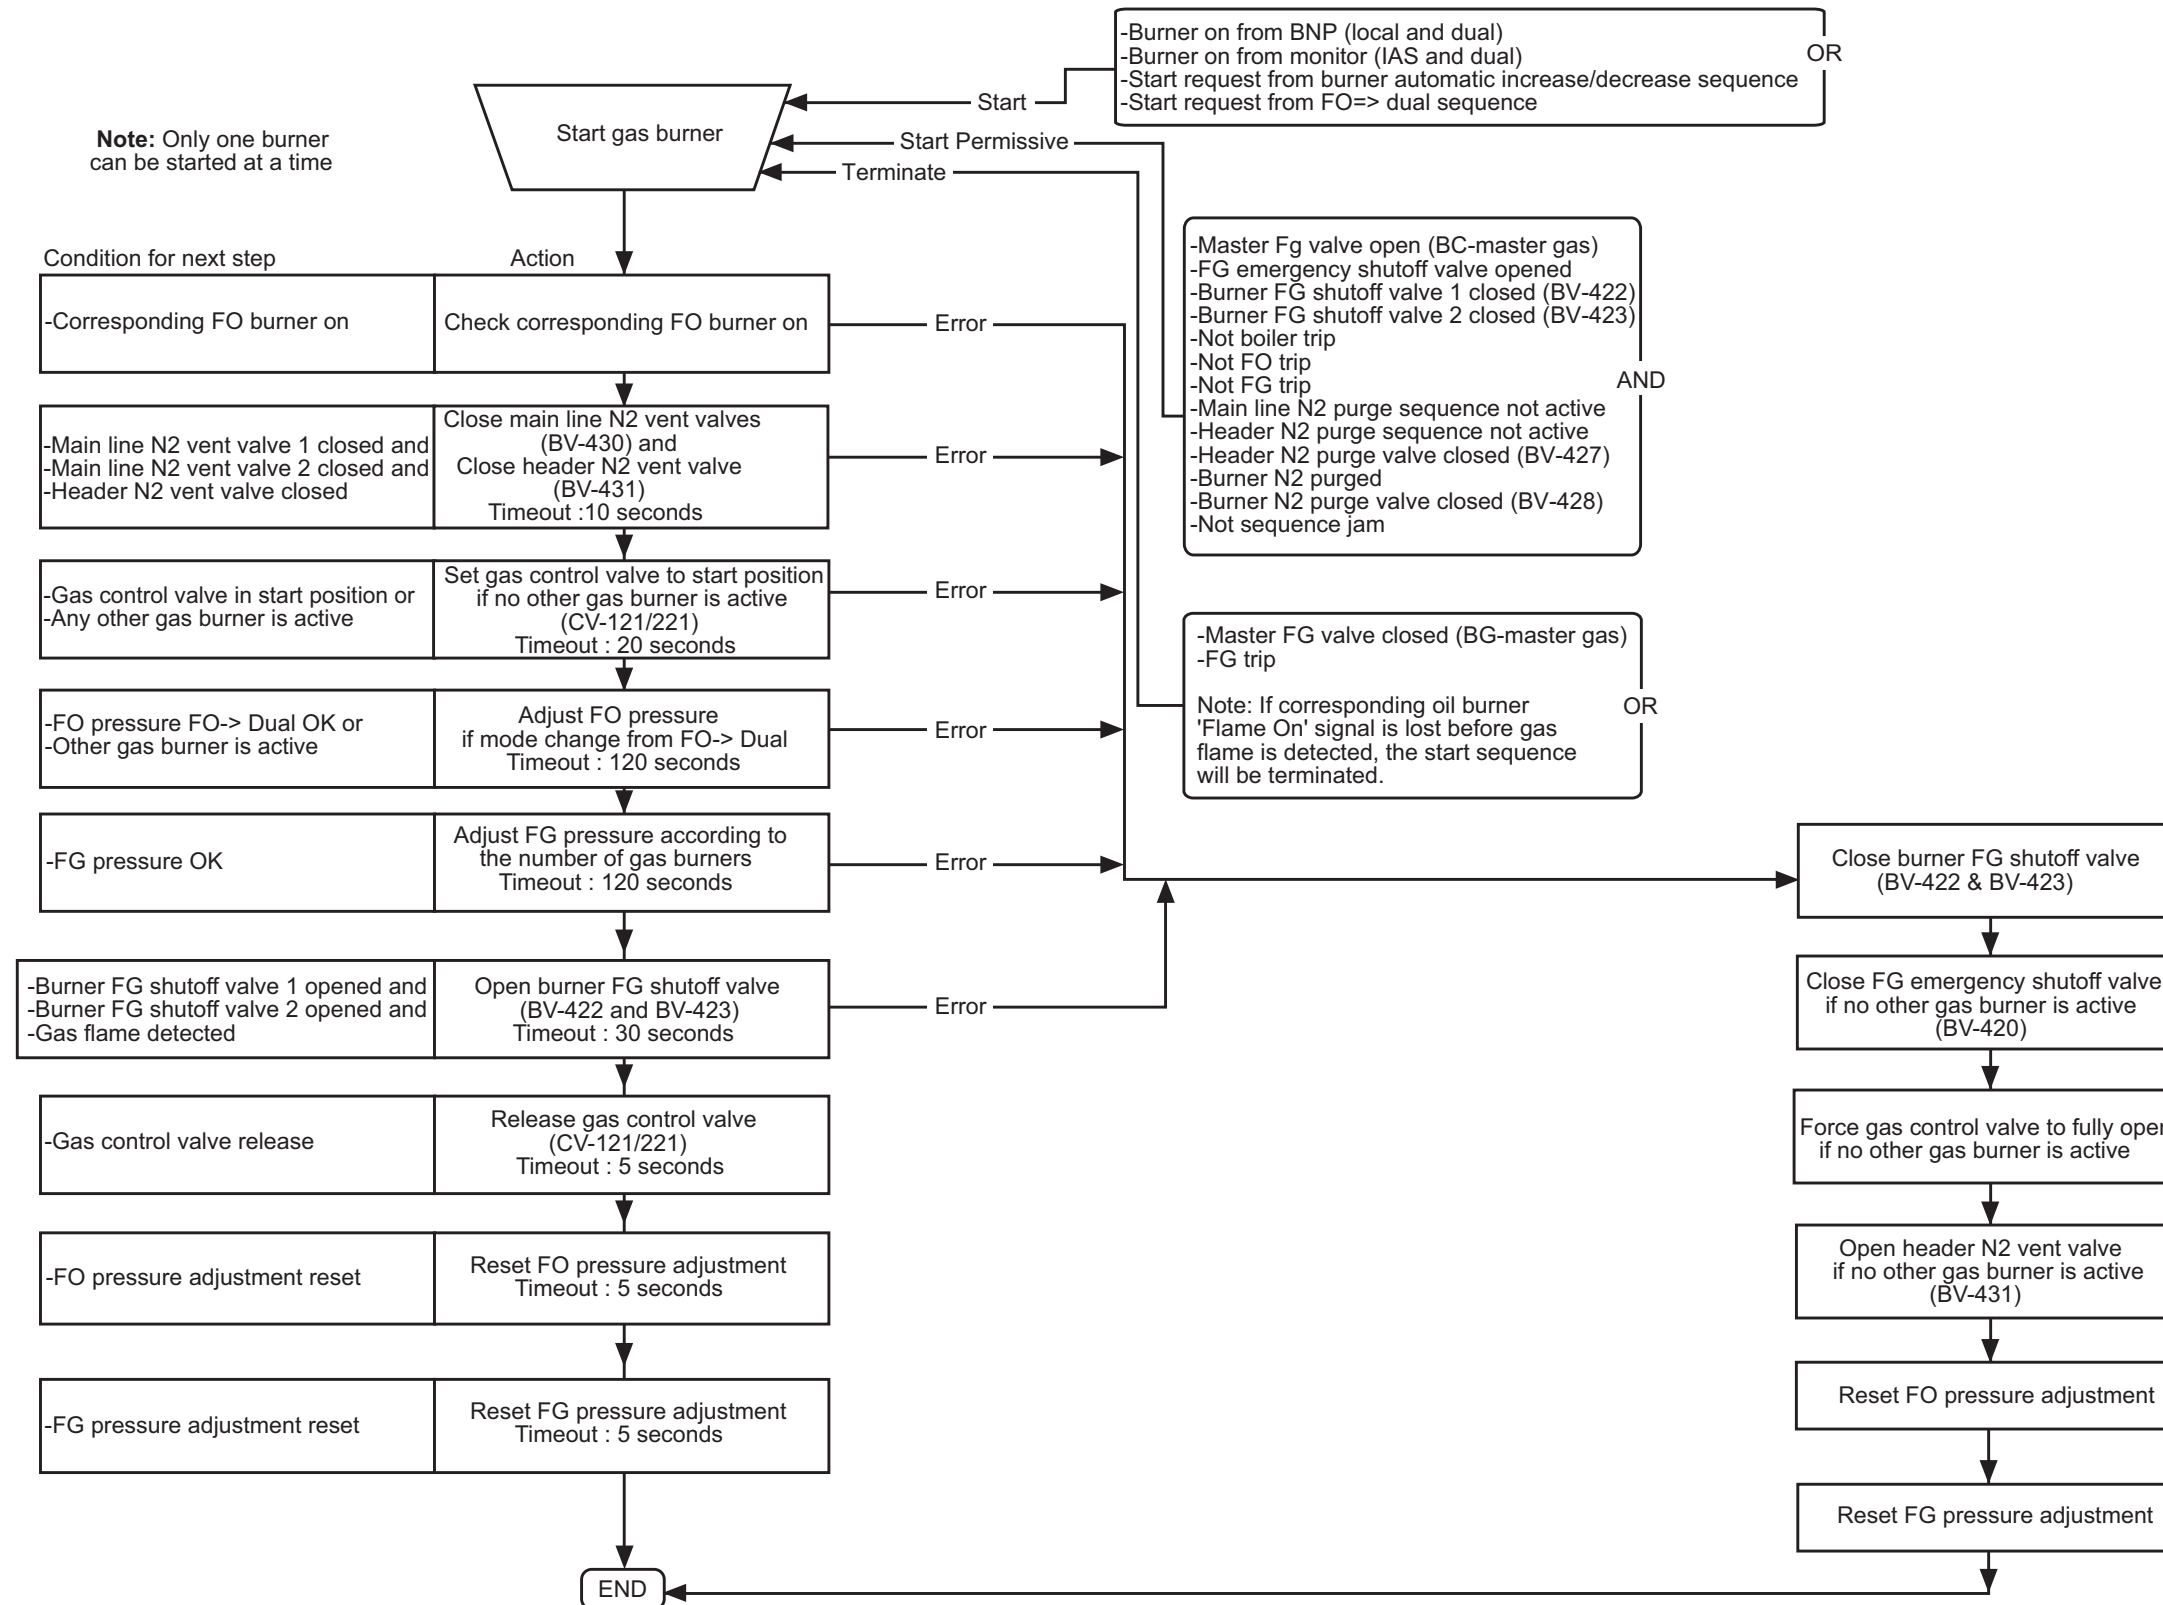 -Burner on from BNP (local and dual)
-Burner on from monitor (IAS and dual)
-Start request from burner automatic increase/decrease sequence
-Start request from FO=> dual sequence
OR
Start
Start gas burner
Note: Only one burner
can be started at a time
Start Permissive
Terminate
-Master Fg valve open (BC-master gas)
-FG emergency shutoff valve opened
-Burner FG shutoff valve 1 closed (BV-422)
-Burner FG shutoff valve 2 closed (BV-423)
-Not boiler trip
-Not FO trip
-Not FG trip
-Main line N2 purge sequence not active
-Header N2 purge sequence not active
-Header N2 purge valve closed (BV-427)
-Burner N2 purged
-Burner N2 purge valve closed (BV-428)
-Not sequence jam
AND
-Master FG valve closed (BG-master gas)
-FG trip
Note: If corresponding oil burner
'Flame On' signal is lost before gas
flame is detected, the start sequence
will be terminated.
OR
Condition for next step
Action
-Corresponding FO burner on
Check corresponding FO burner on
Error
-Main line N2 vent valve 1 closed and
-Main line N2 vent valve 2 closed and
-Header N2 vent valve closed
Close main line N2 vent valves
(BV-430) and
Close header N2 vent valve
(BV-431)
Timeout :10 seconds
Error
-Gas control valve in start position or
-Any other gas burner is active
Set gas control valve to start position
if no other gas burner is active
(CV-121/221)
Timeout : 20 seconds
Error
-FO pressure FO-> Dual OK or
-Other gas burner is active
Adjust FO pressure
if mode change from FO-> Dual
Timeout : 120 seconds
Error
-FG pressure OK
Adjust FG pressure according to
the number of gas burners
Timeout : 120 seconds
Error
-Burner FG shutoff valve 1 opened and
-Burner FG shutoff valve 2 opened and
-Gas flame detected
Open burner FG shutoff valve
(BV-422 and BV-423)
Timeout : 30 seconds
Error
-Gas control valve release
Release gas control valve
(CV-121/221)
Timeout : 5 seconds
-FO pressure adjustment reset
Reset FO pressure adjustment
Timeout : 5 seconds
-FG pressure adjustment reset
Reset FG pressure adjustment
Timeout : 5 seconds
Close burner FG shutoff valve
(BV-422 & BV-423)
Close FG emergency shutoff valve
if no other gas burner is active
(BV-420)
Force gas control valve to fully open
if no other gas burner is active
Open header N2 vent valve
if no other gas burner is active
(BV-431)
Reset FO pressure adjustment
Reset FG pressure adjustment
END